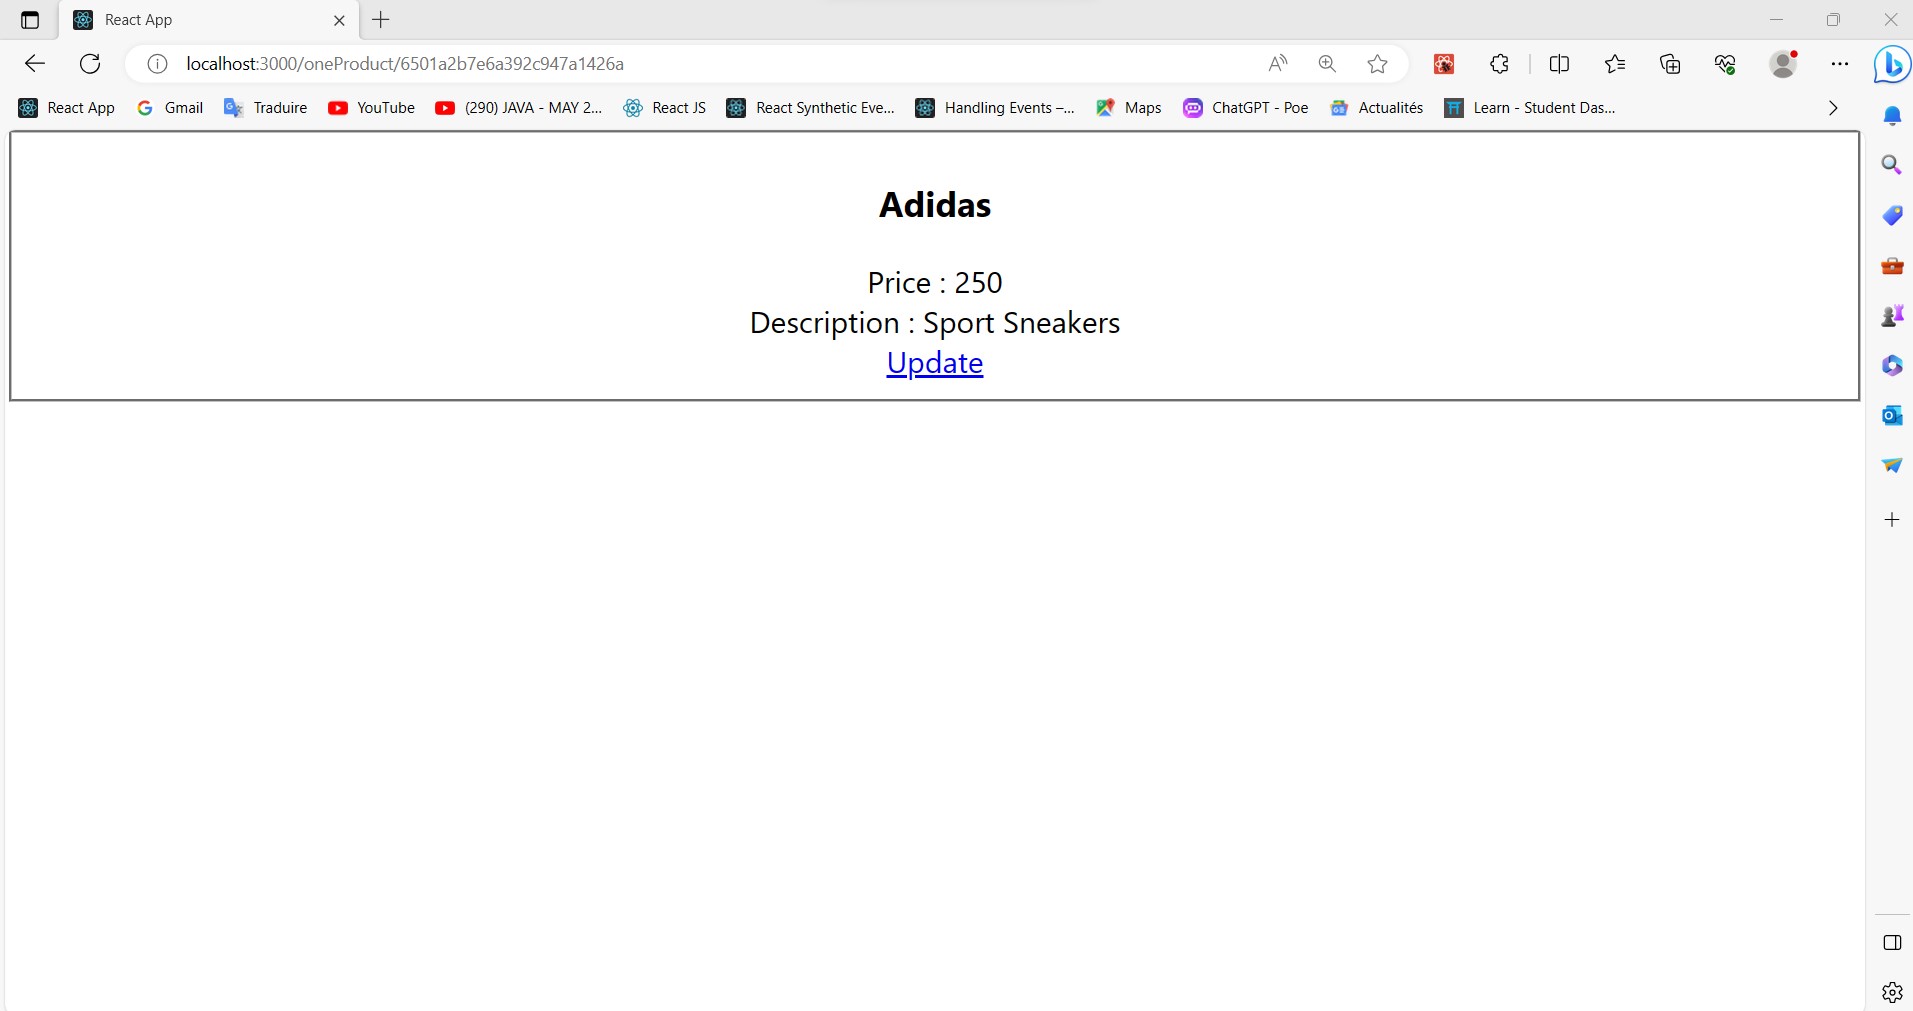 React App
localhost:3000/oneProduct/6501a2b7e6a392c947a1426a
React App Gmail Traduire YouTube (290) JAVA - MAY 2... React JS React Synthetic Eve... Handling Events –... Maps ChatGPT - Poe Actualités Learn - Student Das...
Adidas
Price : 250
Description : Sport Sneakers
Update